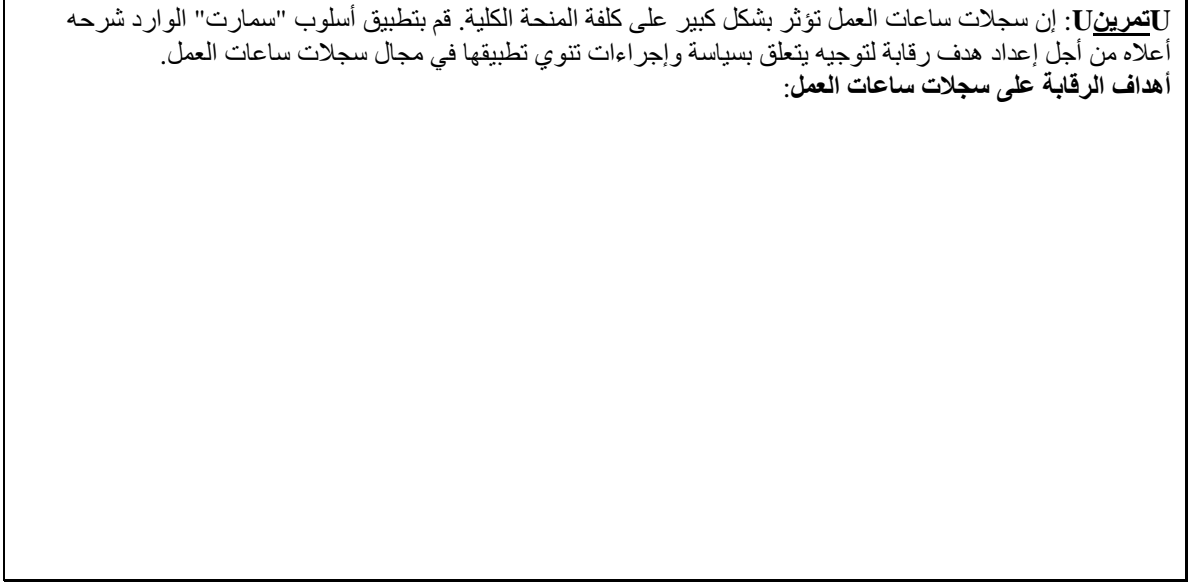 UتمرينU: إن سجلات ساعات العمل تؤثر بشكل كبير على كلفة المنحة الكلية. قم بتطبيق أسلوب "سمارت" الوارد شرحه
أعلاه من أجل إعداد هدف رقابة لتوجيه يتعلق بسياسة وإجراءات تنوي تطبيقها في مجال سجلات ساعات العمل.
أهداف الرقابة على سجلات ساعات العمل: